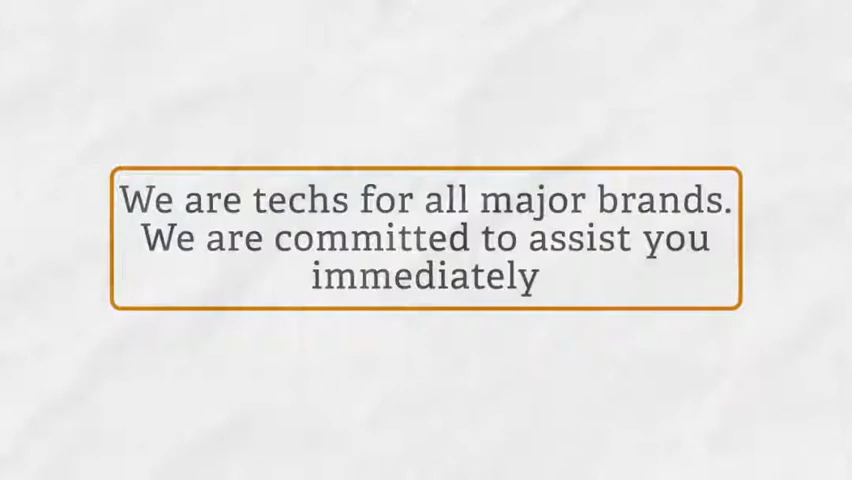 We are techs for all major brands.
We are committed to assist you
immediately